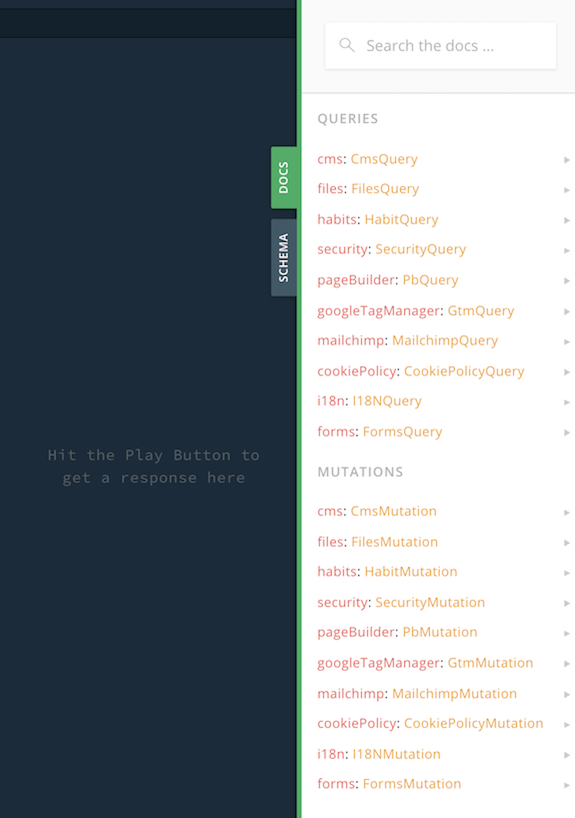 Search the docs ...
QUERIES
cms: CmsQuery
files: FilesQuery
habits: HabitQuery
security: SecurityQuery
pageBuilder: PbQuery
googleTagManager: GtmQuery
mailchimp: MailchimpQuery
cookiePolicy: CookiePolicyQuery
i18n: I18NQuery
forms: FormsQuery
MUTATIONS
cms: CmsMutation
files: FilesMutation
habits: HabitMutation
security: SecurityMutation
pageBuilder: PbMutation
googleTagManager: GtmMutation
mailchimp: MailchimpMutation
cookiePolicy: CookiePolicyMutation
i18n: I18NMutation
forms: FormsMutation
DOCS
SCHEMA
Hit the Play Button to
get a response here